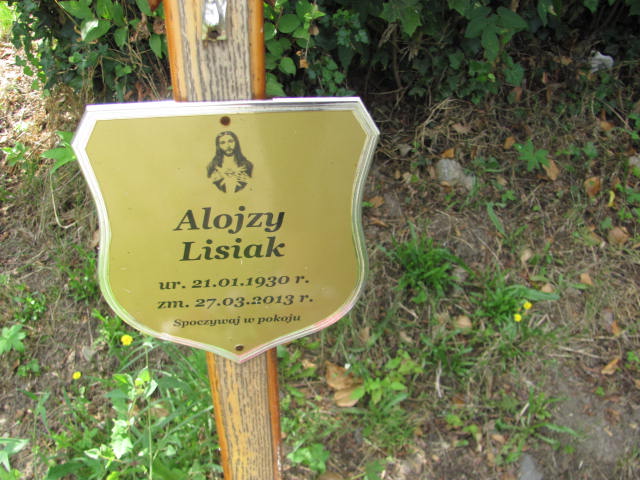 Alojzy
Lisiak
ur. 21.01.1930 r.
zm. 27.03.2013 r.
Spoczywaj w pokoju